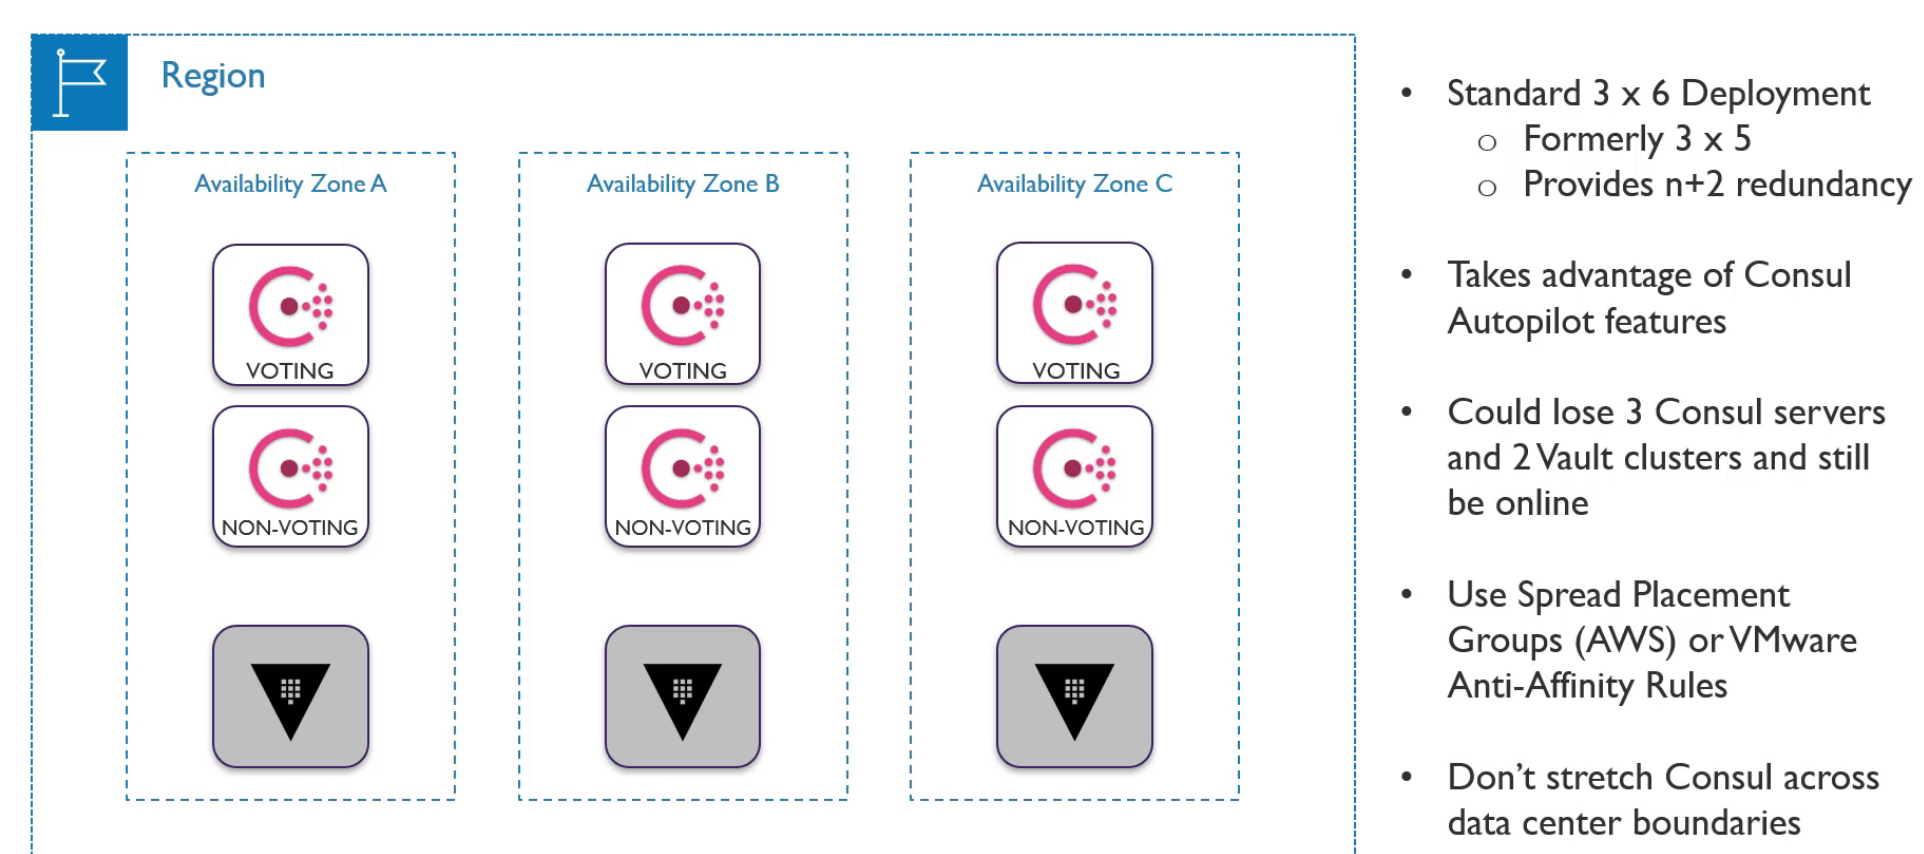 Region
Availability Zone A
VOTING
NON-VOTING
Availability Zone B
VOTING
NON-VOTING
Availability Zone C
VOTING
NON-VOTING
• Standard 3 x 6 Deployment
o Formerly 3 x 5
o Provides n+2 redundancy
• Takes advantage of Consul
Autopilot features
• Could lose 3 Consul servers
and 2 Vault clusters and still
be online
• Use Spread Placement
Groups (AWS) or VMware
Anti-Affinity Rules
• Don’t stretch Consul across
data center boundaries